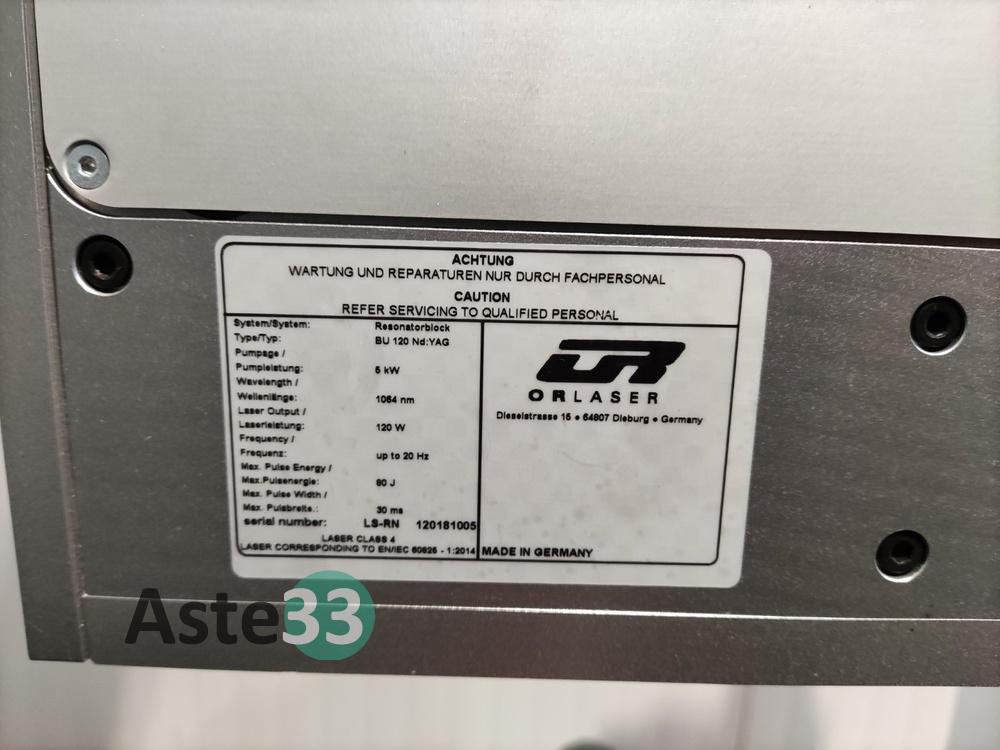 ACHTUNG
WARTUNG UND REPARATUREN NUR DURCH FACHPERSONAL
CAUTION
REFER SERVICING TO QUALIFIED PERSONAL
System/System: Resonatorblock
Type/Typ: BU 120 Nd:YAG
Pumpage /
Pumpleistung: 5 kW
Wavelength /
Wellenlänge: 1064 nm
Laser Output /
Laserleistung: 120 W
Frequency /
Frequenz: up to 20 Hz
Max. Pulse Energy /
Max.Pulsenergie: 80 J
Max. Pulse Width /
Max. Pulsbreite.: 30 ms
serial number: LS-RN 120181005
LASER CLASS 4
LASER CORRESPONDING TO EN/IEC 60825 - 1:2014
ORLASER
Dieselstrasse 15 • 64807 Dieburg • Germany
MADE IN GERMANY
Aste33